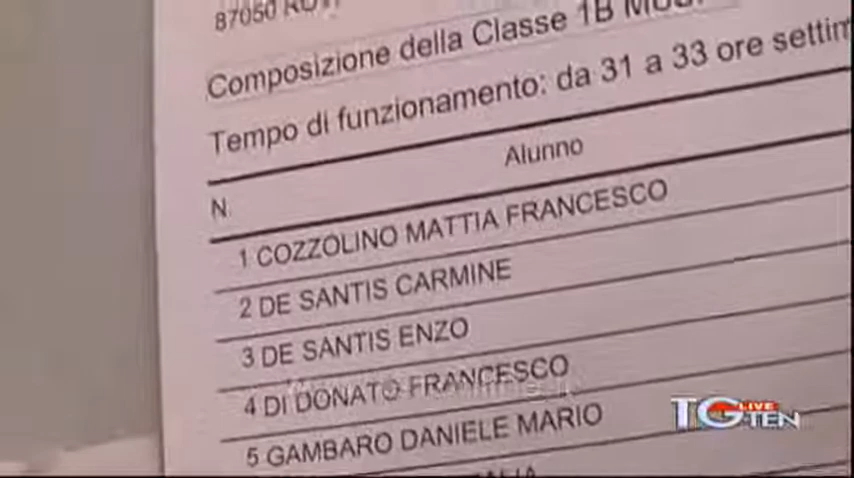 87050
Composizione della Classe 1B
Tempo di funzionamento: da 31 a 33 ore
N. Alunno
1 COZZOLINO MATTIA FRANCESCO
2 DE SANTIS CARMINE
3 DE SANTIS ENZO
4 DI DONATO FRANCESCO
5 GAMBARO DANIELE MARIO
TG LIVE TEN